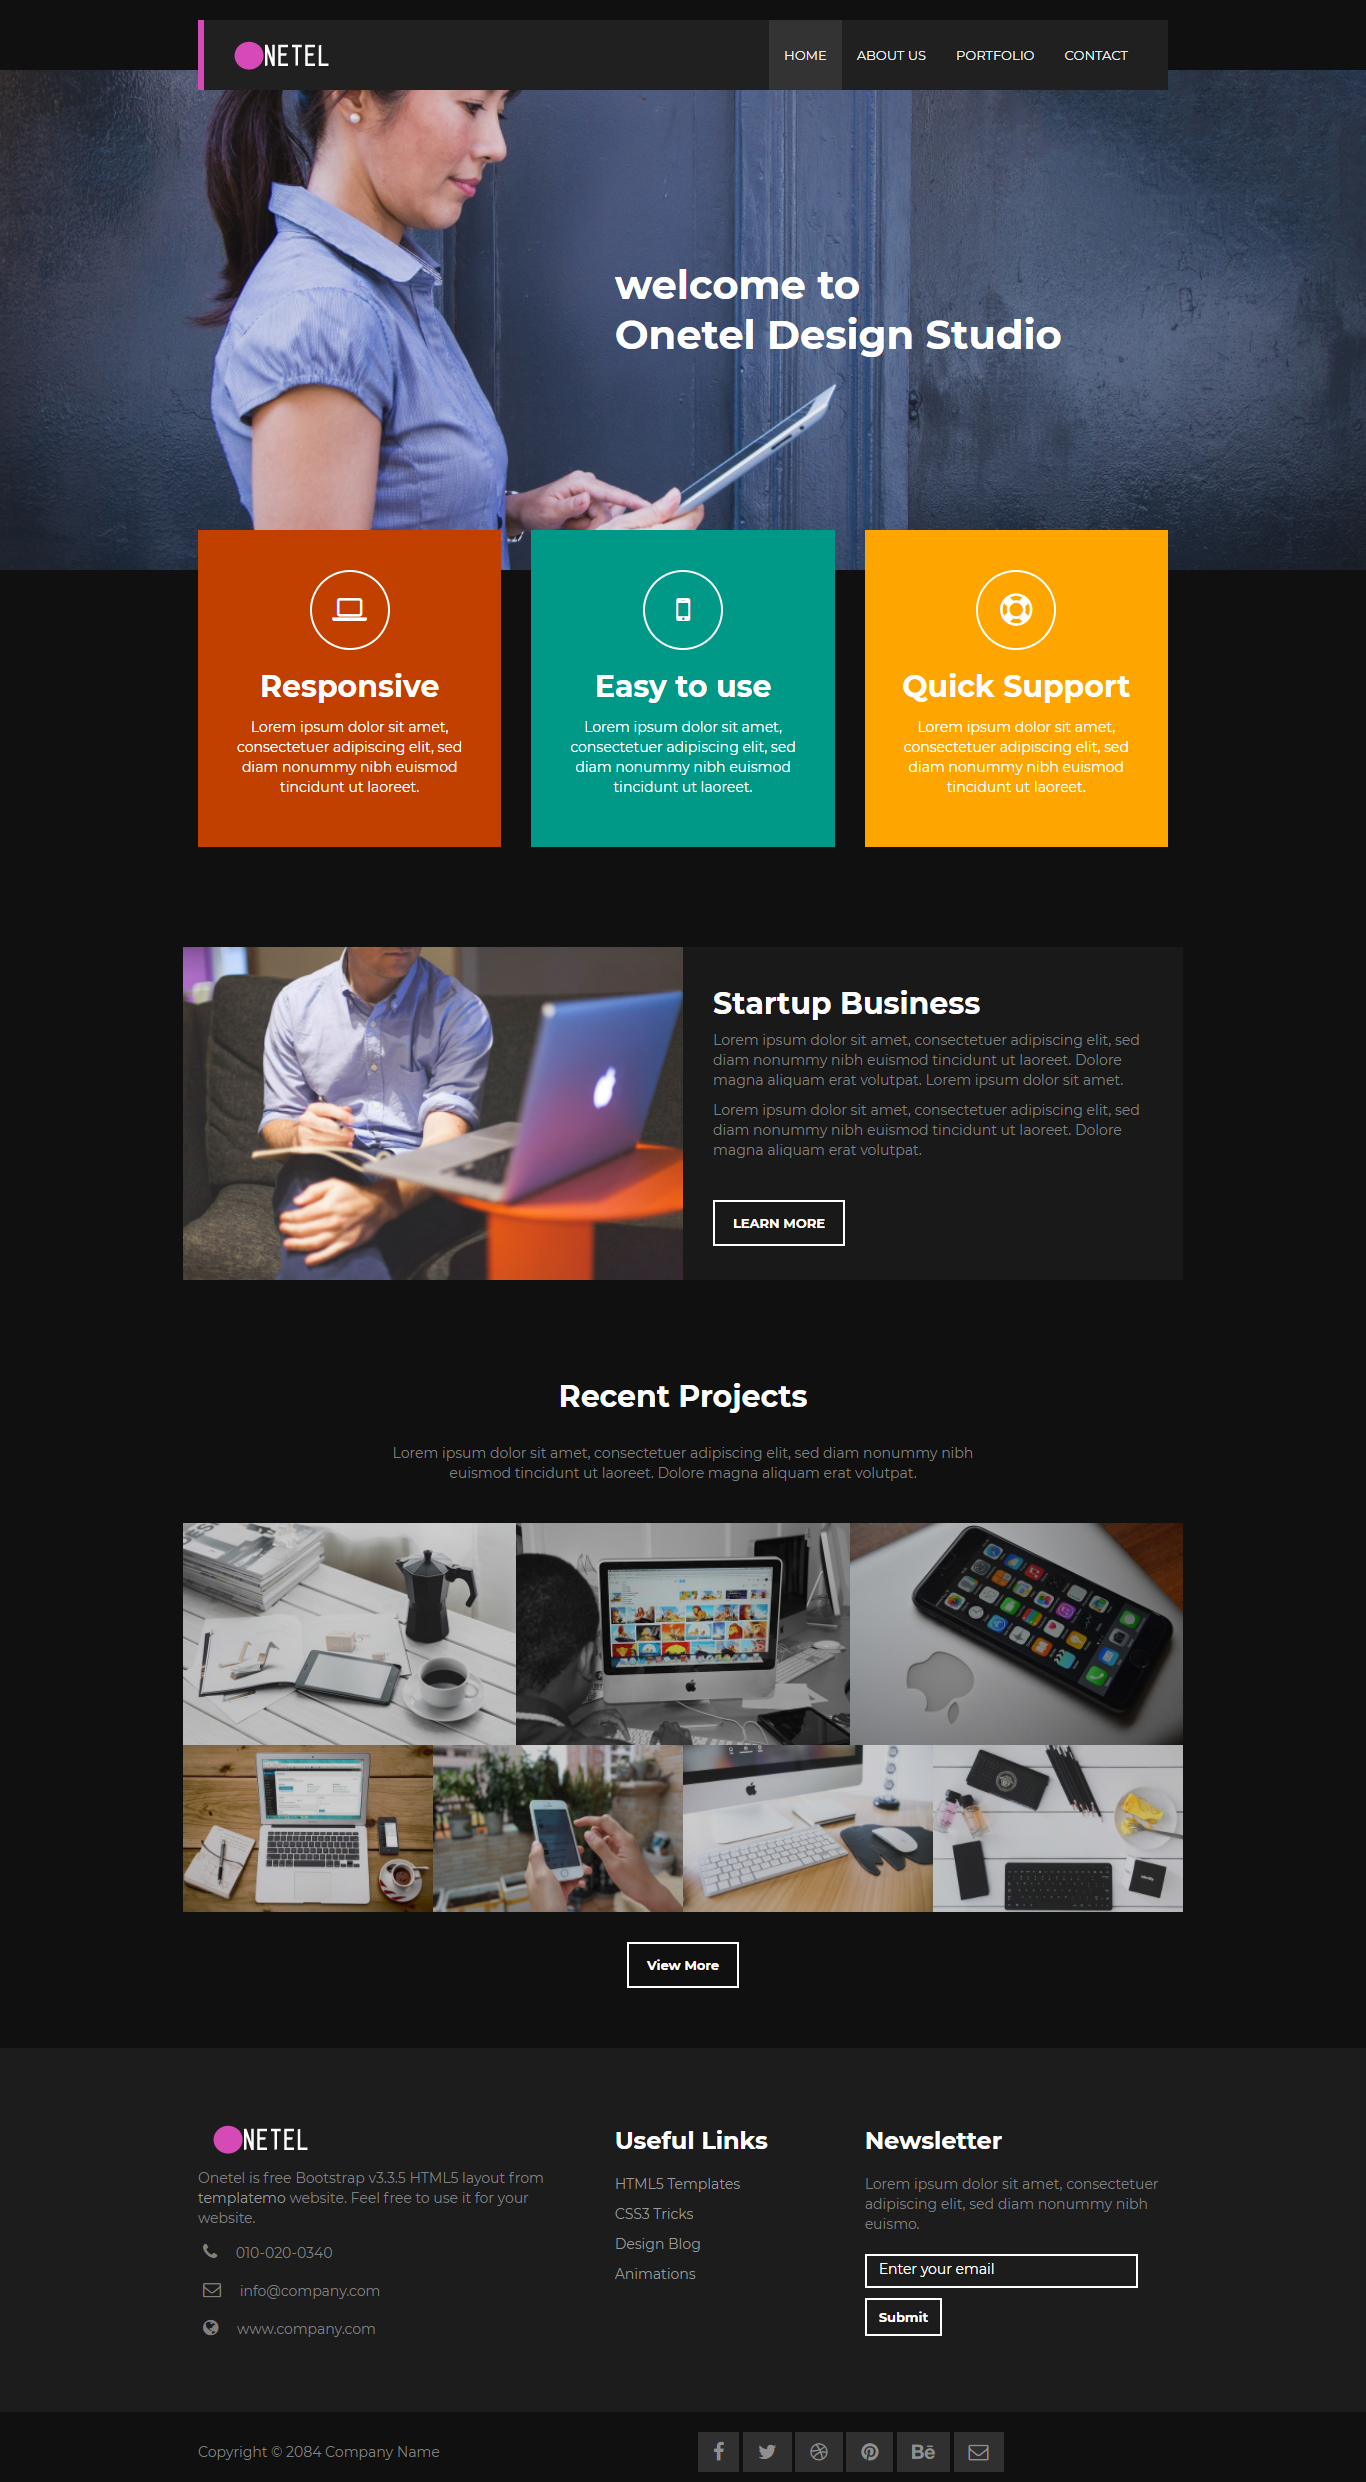 NETEL
HOME ABOUT US PORTFOLIO CONTACT
welcome to
Onetel Design Studio
Responsive
Lorem ipsum dolor sit amet,
consectetuer adipiscing elit, sed
diam nonummy nibh euismod
tincidunt ut laoreet.
Easy to use
Lorem ipsum dolor sit amet,
consectetuer adipiscing elit, sed
diam nonummy nibh euismod
tincidunt ut laoreet.
Quick Support
Lorem ipsum dolor sit amet,
consectetuer adipiscing elit, sed
diam nonummy nibh euismod
tincidunt ut laoreet.
Startup Business
Lorem ipsum dolor sit amet, consectetuer adipiscing elit, sed
diam nonummy nibh euismod tincidunt ut laoreet. Dolore
magna aliquam erat volutpat. Lorem ipsum dolor sit amet.
Lorem ipsum dolor sit amet, consectetuer adipiscing elit, sed
diam nonummy nibh euismod tincidunt ut laoreet. Dolore
magna aliquam erat volutpat.
LEARN MORE
Recent Projects
Lorem ipsum dolor sit amet, consectetuer adipiscing elit, sed diam nonummy nibh
euismod tincidunt ut laoreet. Dolore magna aliquam erat volutpat.
View More
NETEL
Onetel is free Bootstrap v3.3.5 HTML5 layout from
templatemo website. Feel free to use it for your
website.
010-020-0340
info@company.com
www.company.com
Useful Links
HTML5 Templates
CSS3 Tricks
Design Blog
Animations
Newsletter
Lorem ipsum dolor sit amet, consectetuer
adipiscing elit, sed diam nonummy nibh
euismo.
Enter your email
Submit
Copyright © 2084 Company Name